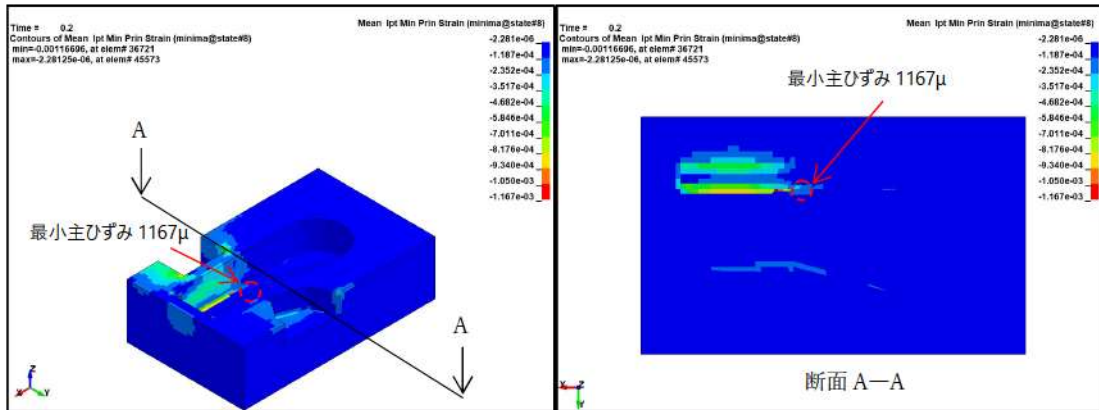 Time = 0.2
Contours of Mean Ipt Min Prin Strain (minima@state#8)
min=-0.00116696, at elem# 36721
max=-2.28125e-06, at elem# 45573
Mean Ipt Min Prin Strain (minima@state#8)
-2.281e-06
-1.187e-04
-2.352e-04
-3.517e-04
-4.682e-04
-5.846e-04
-7.011e-04
-8.176e-04
-9.340e-04
-1.050e-03
-1.167e-03
A
最小主ひずみ 1167μ
A
X
Z
Y
Time = 0.2
Contours of Mean Ipt Min Prin Strain (minima@state#8)
min=-0.00116696, at elem# 36721
max=-2.28125e-06, at elem# 45573
Mean Ipt Min Prin Strain (minima@state#8)
-2.281e-06
-1.187e-04
-2.352e-04
-3.517e-04
-4.682e-04
-5.846e-04
-7.011e-04
-8.176e-04
-9.340e-04
-1.050e-03
-1.167e-03
最小主ひずみ 1167μ
断面 A―A
X
Z
Y